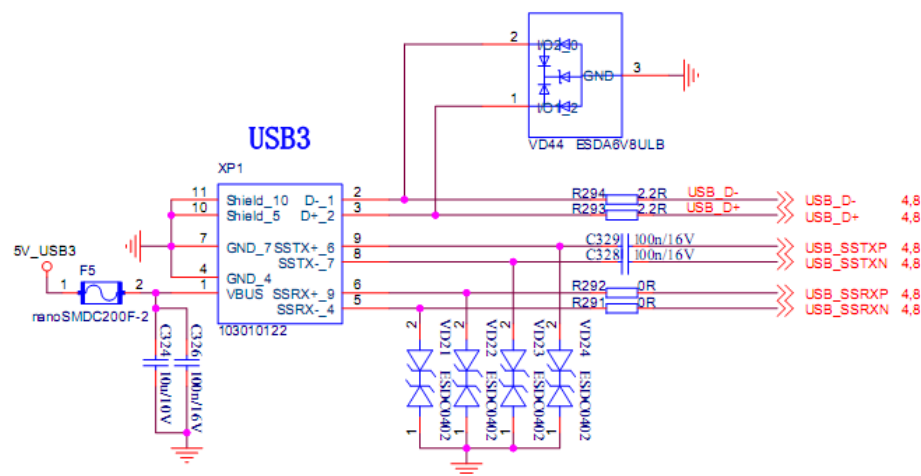 2 I/O2_0
GND 3
1 I/O1_2
VD44 ESDA6V8ULB
USB3
XP1
11 Shield_10 D-_1 2 R294 2.2R USB_D- USB_D- 4,8
10 Shield_5 D+_2 3 R293 2.2R USB_D+ USB_D+ 4,8
7 GND_7 SSTX+_6 9 C329 100n/16V USB_SSTXP 4,8
SSTX-_7 8 C328 100n/16V USB_SSTXN 4,8
4 GND_4
5V_USB3
1 F5 2 1 VBUS SSRX+_9 6 R292 0R USB_SSRXP 4,8
SSRX-_4 5 R291 0R USB_SSRXN 4,8
nanoSMDC200F-2
103010122
C324 10u/10V
C326 100n/16V
2 VD21 ESDC0402 1
2 VD22 ESDC0402 1
2 VD23 ESDC0402 1
2 VD24 ESDC0402 1